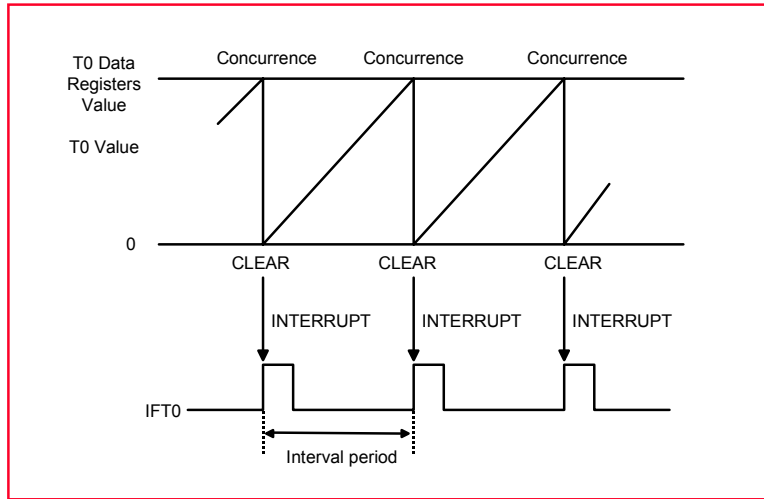 T0 Data
Registers
Value
Concurrence
Concurrence
Concurrence
T0 Value
0
CLEAR
CLEAR
CLEAR
INTERRUPT
INTERRUPT
INTERRUPT
IFT0
Interval period